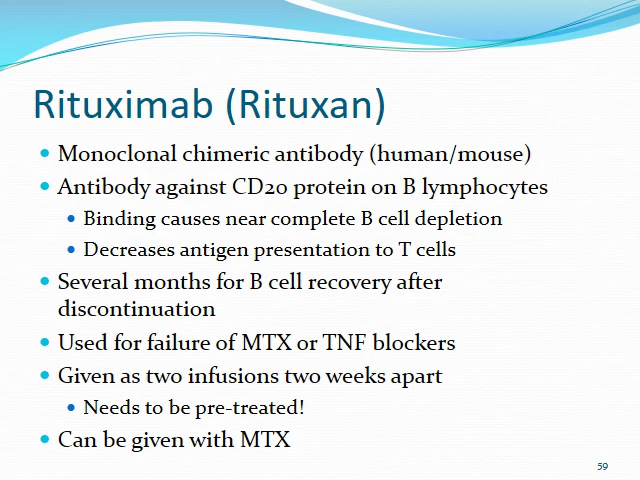 Rituximab (Rituxan)
• Monoclonal chimeric antibody (human/mouse)
• Antibody against CD20 protein on B lymphocytes
• Binding causes near complete B cell depletion
• Decreases antigen presentation to T cells
• Several months for B cell recovery after
discontinuation
• Used for failure of MTX or TNF blockers
• Given as two infusions two weeks apart
• Needs to be pre-treated!
• Can be given with MTX
59